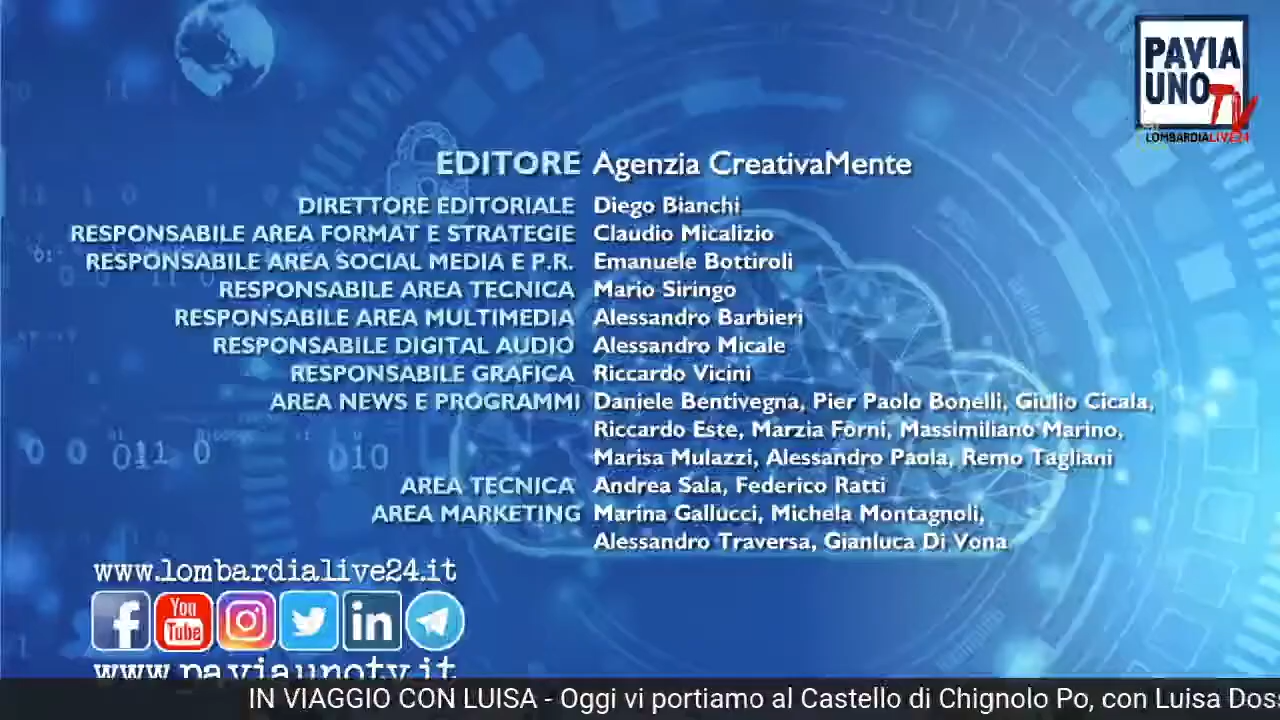 PAVIA
UNO TV
LOMBARDIALIVE24
EDITORE Agenzia CreativaMente
DIRETTORE EDITORIALE Diego Bianchi
RESPONSABILE AREA FORMAT E STRATEGIE Claudio Micalizio
RESPONSABILE AREA SOCIAL MEDIA E P.R. Emanuele Bottiroli
RESPONSABILE AREA TECNICA Mario Siringo
RESPONSABILE AREA MULTIMEDIA Alessandro Barbieri
RESPONSABILE DIGITAL AUDIO Alessandro Micale
RESPONSABILE GRAFICA Riccardo Vicini
AREA NEWS E PROGRAMMI Daniele Bentivegna, Pier Paolo Bonelli, Giulio Cicala,
Riccardo Este, Marzia Forni, Massimiliano Marino,
Marisa Mulazzi, Alessandro Paola, Remo Tagliani
AREA TECNICA Andrea Sala, Federico Ratti
AREA MARKETING Marina Gallucci, Michela Montagnoli,
Alessandro Traversa, Gianluca Di Vona
www.lombardialive24.it
f You Tube in
www.paviaunotv.it
IN VIAGGIO CON LUISA - Oggi vi portiamo al Castello di Chignolo Po, con Luisa